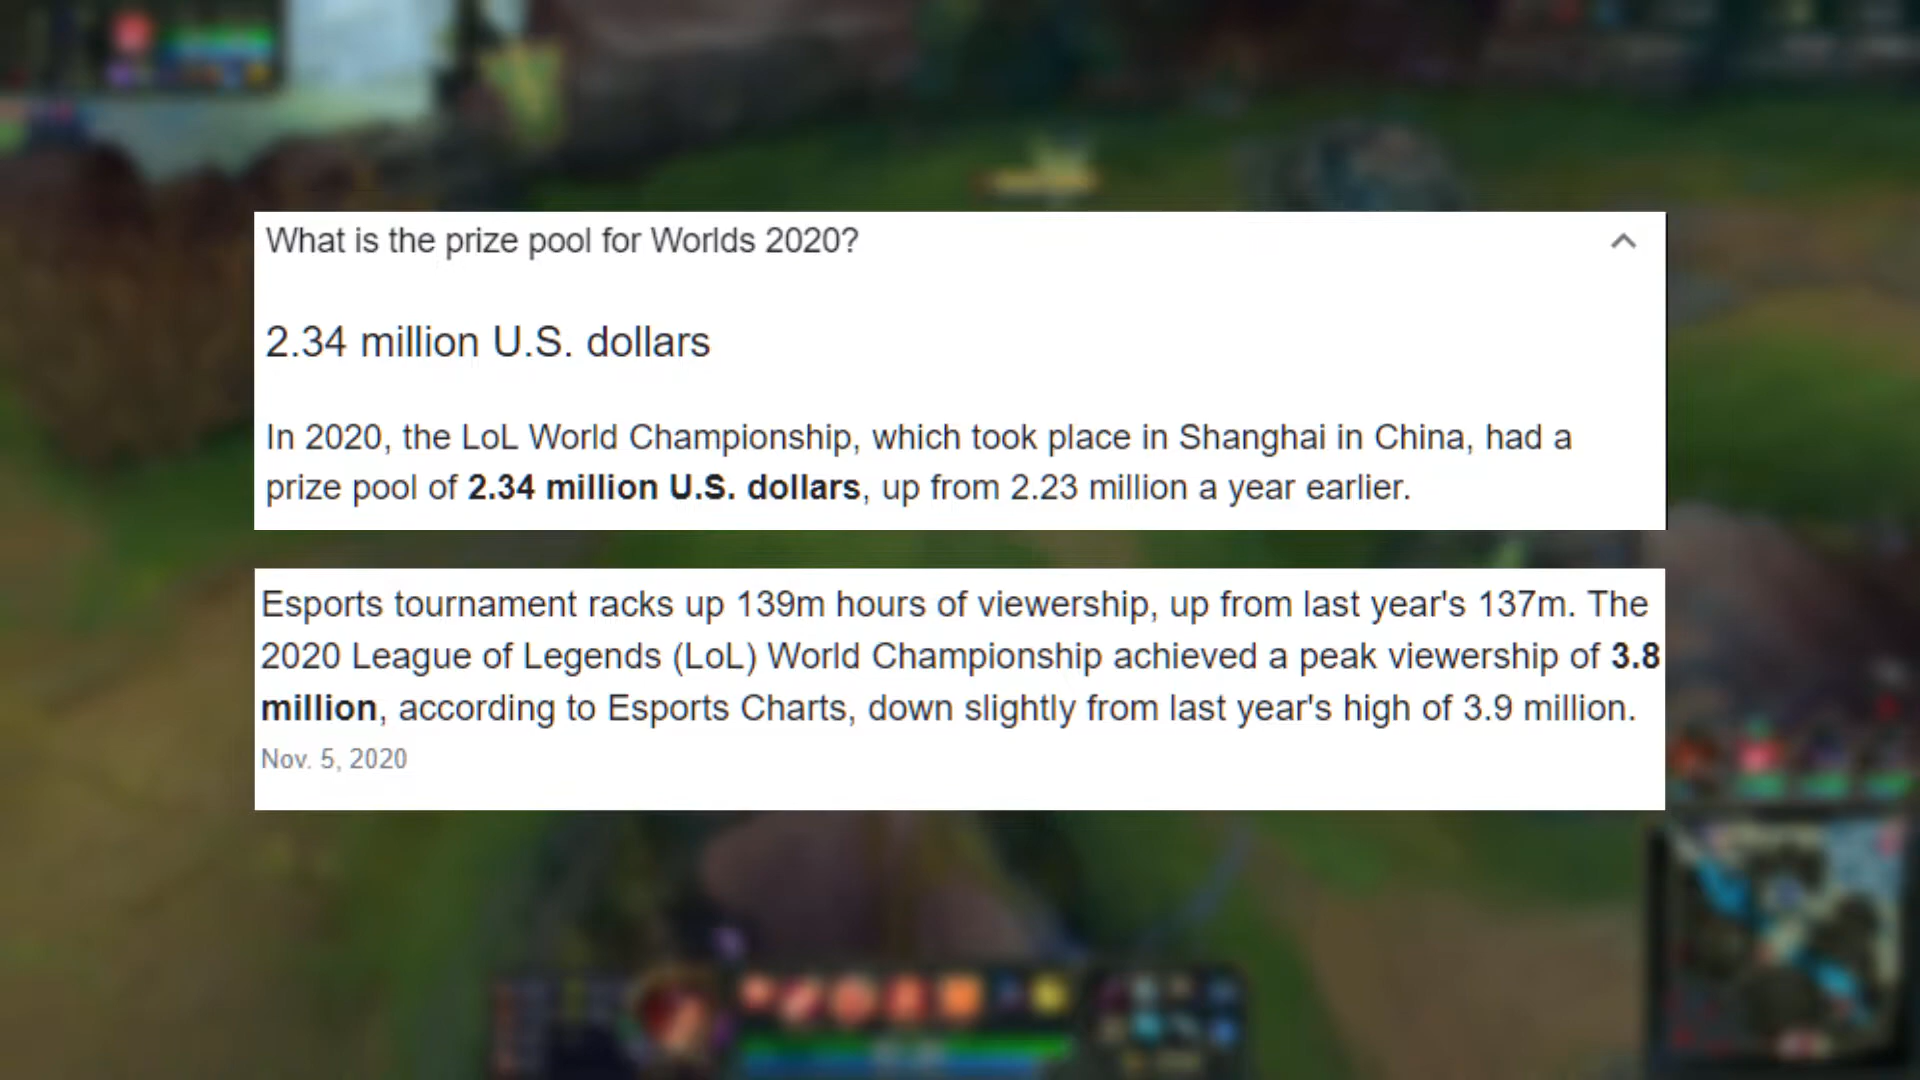 What is the prize pool for Worlds 2020?
2.34 million U.S. dollars
In 2020, the LoL World Championship, which took place in Shanghai in China, had a
prize pool of 2.34 million U.S. dollars, up from 2.23 million a year earlier.
Esports tournament racks up 139m hours of viewership, up from last year's 137m. The
2020 League of Legends (LoL) World Championship achieved a peak viewership of 3.8
million, according to Esports Charts, down slightly from last year's high of 3.9 million.
Nov. 5, 2020